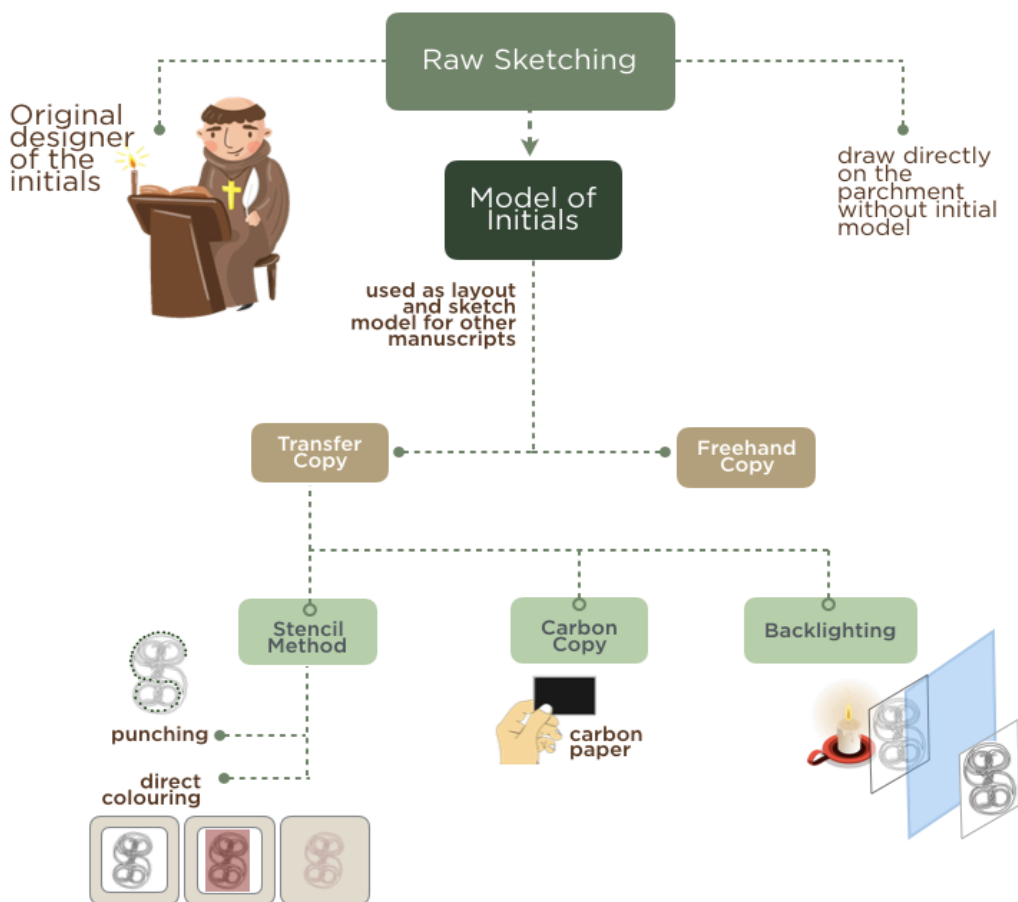 Raw Sketching
Original
designer
of the
initials
draw directly
on the
parchment
without initial
model
Model of
Initials
used as layout
and sketch
model for other
manuscripts
Transfer
Copy
Freehand
Copy
Stencil
Method
Carbon
Copy
Backlighting
punching
carbon
paper
direct
colouring